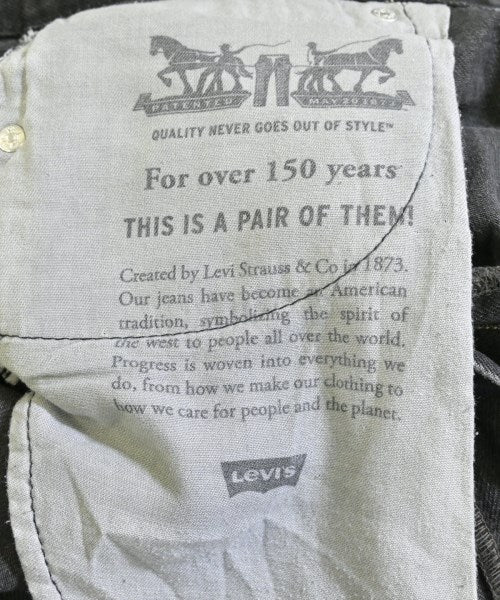 PATENTED MAY 20 1873
QUALITY NEVER GOES OUT OF STYLE™
For over 150 years
THIS IS A PAIR OF THEM!
Created by Levi Strauss & Co in 1873.
Our jeans have become an American
tradition, symbolizing the spirit of
the west to people all over the world.
Progress is woven into everything we
do, from how we make our clothing to
how we care for people and the planet.
Levi's